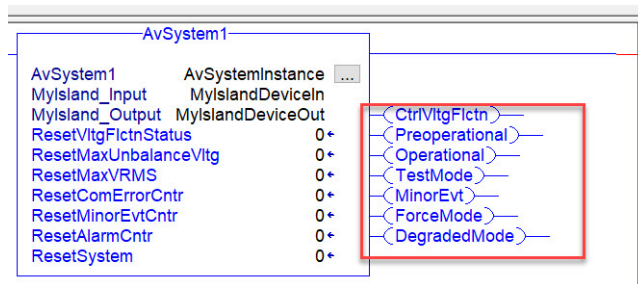 AvSystem1
AvSystem1 AvSystemInstance ...
MyIsland_Input MyIslandDeviceIn
MyIsland_Output MyIslandDeviceOut CtrlVltgFlctn
ResetVltgFlctnStatus 0 Preoperational
ResetMaxUnbalanceVltg 0 Operational
ResetMaxVRMS 0 TestMode
ResetComErrorCntr 0 MinorEvt
ResetMinorEvtCntr 0 ForceMode
ResetAlarmCntr 0 DegradedMode
ResetSystem 0